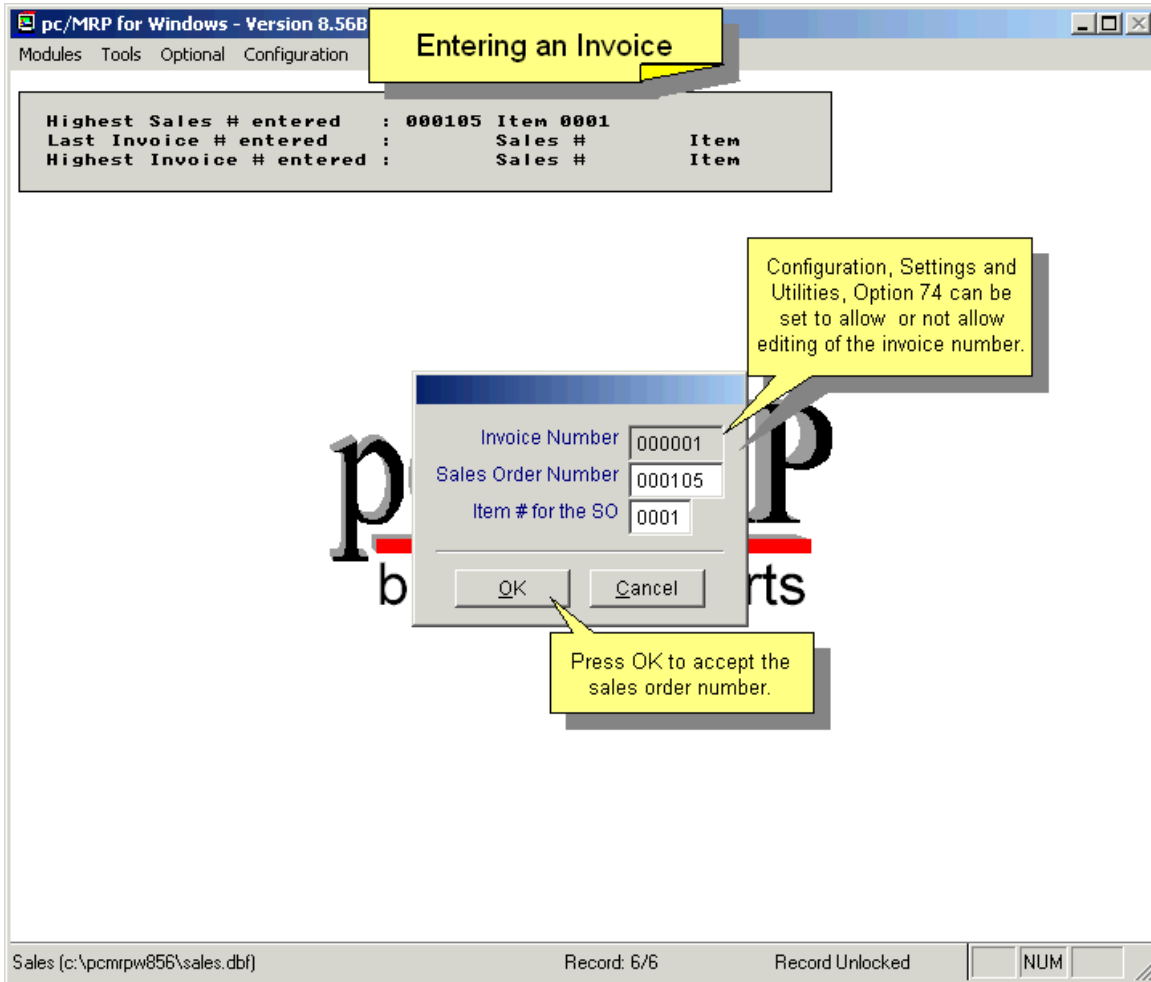 pc/MRP for Windows - Version 8.56B
Entering an Invoice
Modules Tools Optional Configuration
Highest Sales # entered : 000105 Item 0001
Last Invoice # entered : Sales # Item
Highest Invoice # entered : Sales # Item
Configuration, Settings and
Utilities, Option 74 can be
set to allow or not allow
editing of the invoice number.
Invoice Number 000001
Sales Order Number 000105
Item # for the SO 0001
OK Cancel
Press OK to accept the
sales order number.
p p
b rts
Sales (c:\pcmrpw856\sales.dbf) Record: 6/6 Record Unlocked NUM